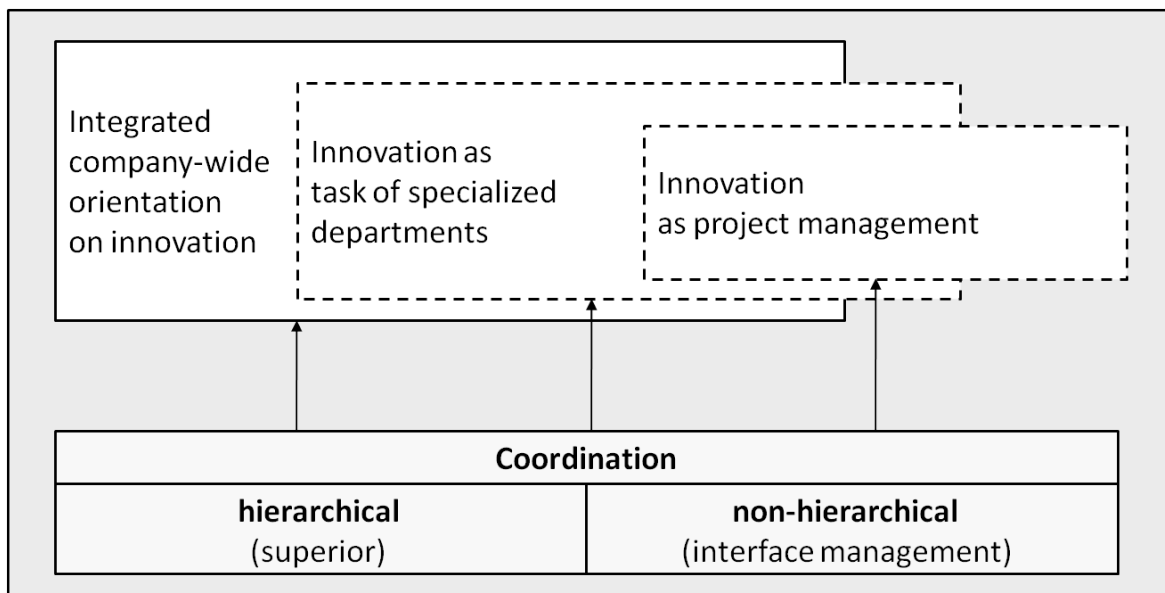 Integrated
company-wide
orientation
on innovation
Innovation as
task of specialized
departments
Innovation
as project management
Coordination
hierarchical
(superior)
non-hierarchical
(interface management)